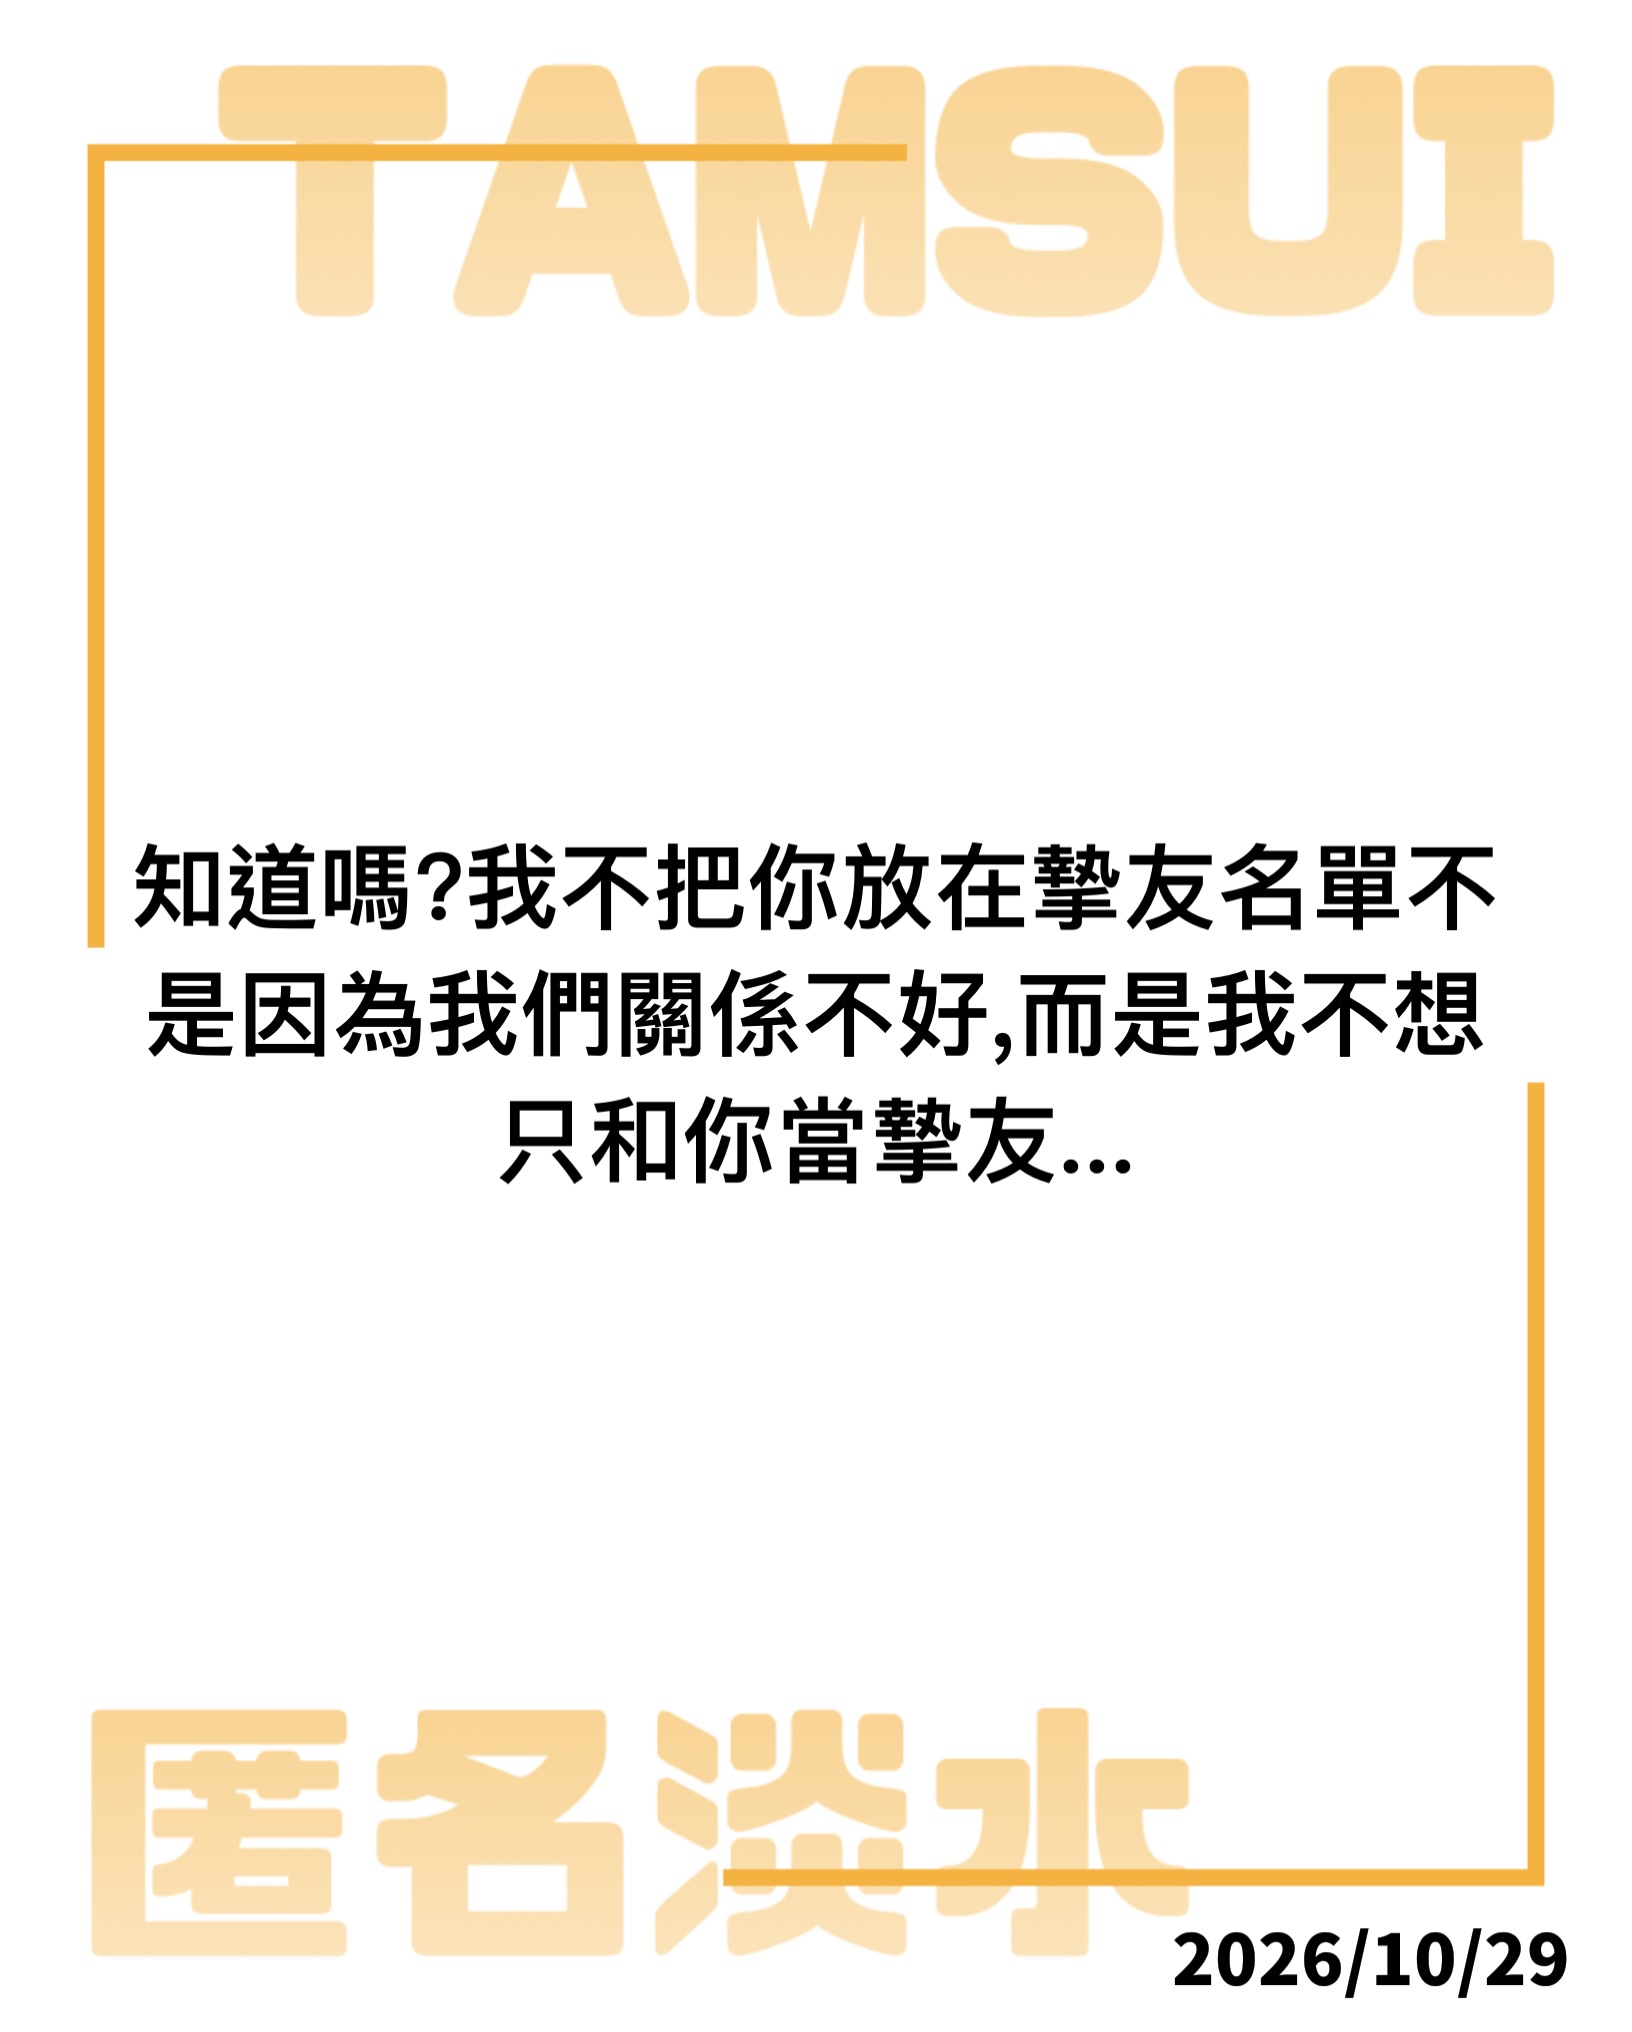 TAMSUI
知道嗎?我不把你放在摯友名單不
是因為我們關係不好,而是我不想
只和你當摯友...
匿名淡水
2026/10/29